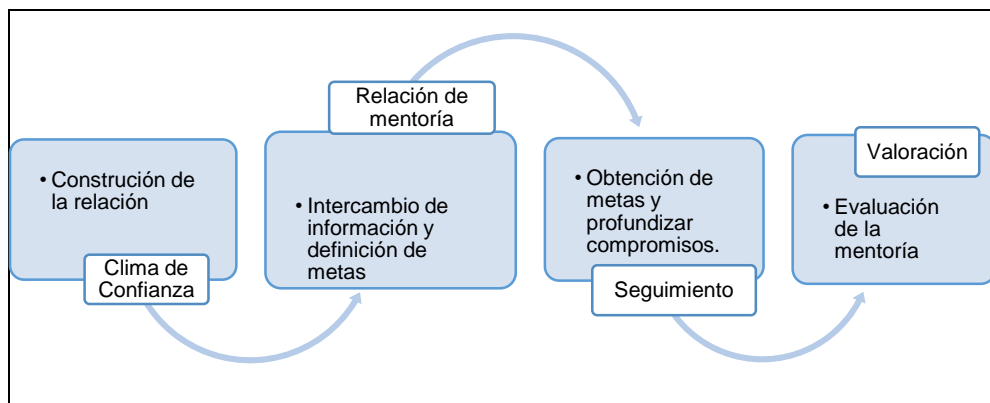 • Construción de
la relación
Clima de
Confianza
Relación de
mentoría
• Intercambio de
información y
definición de
metas
• Obtención de
metas y
profundizar
compromisos.
Seguimiento
Valoración
• Evaluación
de la
mentoría